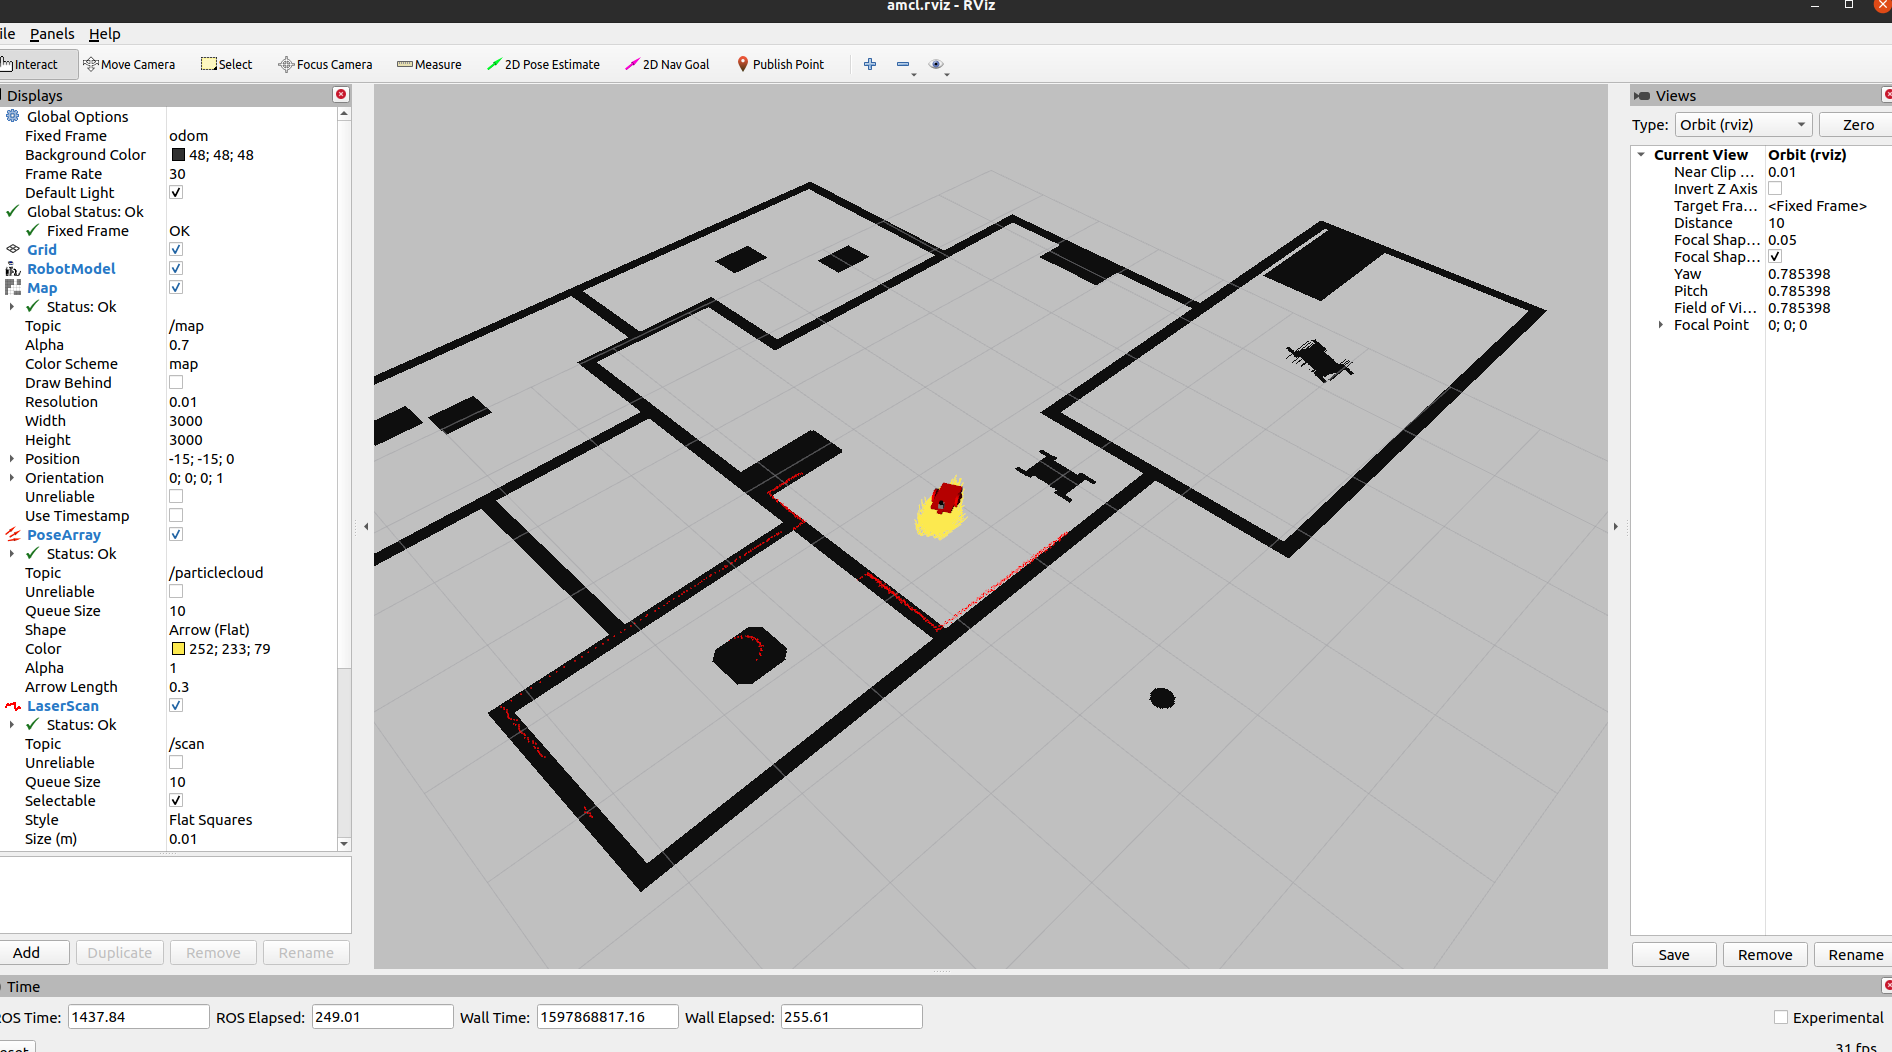 amcl.rviz - RViz
ile Panels Help
Interact Move Camera Select Focus Camera Measure 2D Pose Estimate 2D Nav Goal Publish Point
Displays
Global Options
Fixed Frame odom
Background Color 48; 48; 48
Frame Rate 30
Default Light
Global Status: Ok
Fixed Frame OK
Grid
RobotModel
Map
Status: Ok
Topic /map
Alpha 0.7
Color Scheme map
Draw Behind
Resolution 0.01
Width 3000
Height 3000
Position -15; -15; 0
Orientation 0; 0; 0; 1
Unreliable
Use Timestamp
PoseArray
Status: Ok
Topic /particlecloud
Unreliable
Queue Size 10
Shape Arrow (Flat)
Color 252; 233; 79
Alpha 1
Arrow Length 0.3
LaserScan
Status: Ok
Topic /scan
Unreliable
Queue Size 10
Selectable
Style Flat Squares
Size (m) 0.01
Add Duplicate Remove Rename
Views
Type: Orbit (rviz) Zero
Current View Orbit (rviz)
Near Clip ... 0.01
Invert Z Axis
Target Fra... <Fixed Frame>
Distance 10
Focal Shap... 0.05
Focal Shap...
Yaw 0.785398
Pitch 0.785398
Field of Vi... 0.785398
Focal Point 0; 0; 0
Save Remove Rename
Time
OS Time: 1437.84 ROS Elapsed: 249.01 Wall Time: 1597868817.16 Wall Elapsed: 255.61 Experimental
31 fps